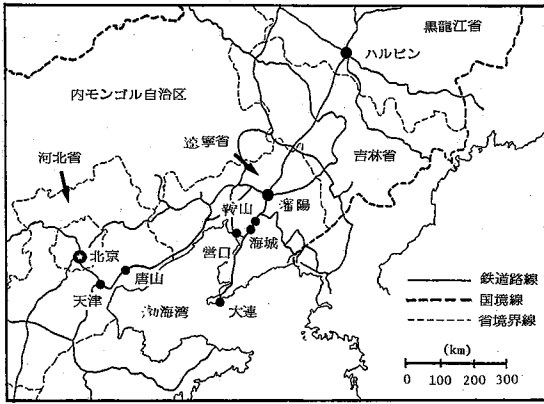 黒龍江省
ハルビン
内モンゴル自治区
遼寧省
吉林省
河北省
鞍山
瀋陽
営口
海城
北京
唐山
天津
渤海湾
大連
鉄道路線
国境線
省境界線
(km)
0 100 200 300